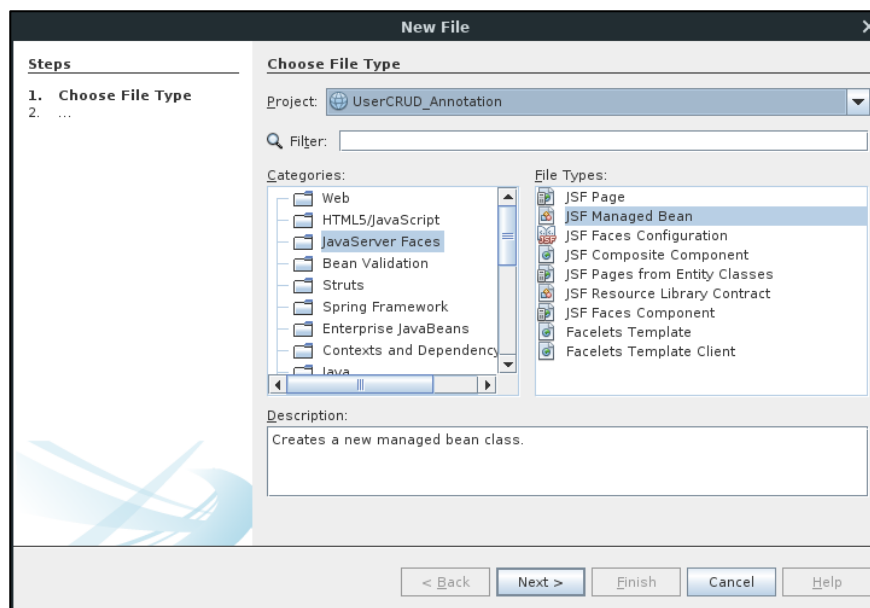 New File
Steps
1. Choose File Type
2. ...
Choose File Type
Project: UserCRUD_Annotation
Filter:
Categories:
Web
HTML5/JavaScript
JavaServer Faces
Bean Validation
Struts
Spring Framework
Enterprise JavaBeans
Contexts and Dependency
Java
File Types:
JSF Page
JSF Managed Bean
JSF Faces Configuration
JSF Composite Component
JSF Pages from Entity Classes
JSF Resource Library Contract
JSF Faces Component
Facelets Template
Facelets Template Client
Description:
Creates a new managed bean class.
< Back Next > Finish Cancel Help